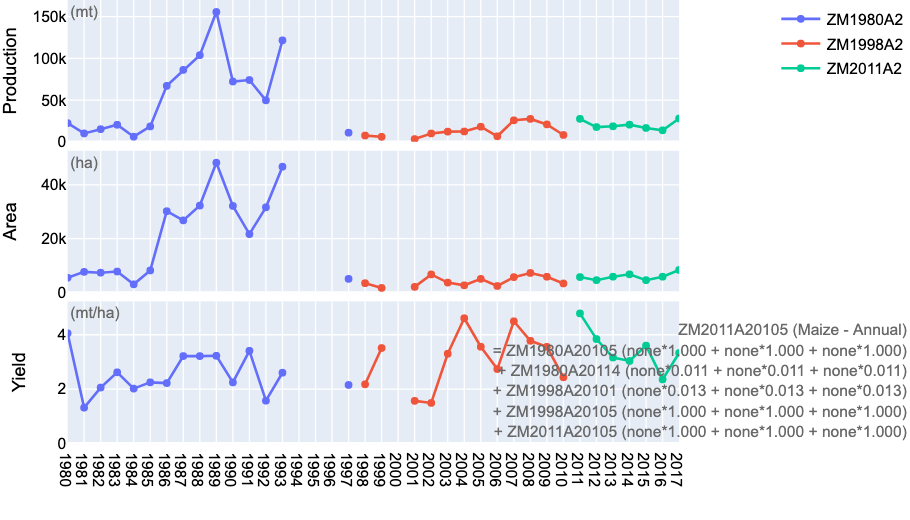 (mt)
150k
100k
50k
0
Production
ZM1980A2
ZM1998A2
ZM2011A2
(ha)
40k
20k
0
Area
(mt/ha)
4
2
0
Yield
ZM2011A20105 (Maize - Annual)
= ZM1980A20105 (none*1.000 + none*1.000 + none*1.000)
+ ZM1980A20114 (none*0.011 + none*0.011 + none*0.011)
+ ZM1998A20101 (none*0.013 + none*0.013 + none*0.013)
+ ZM1998A20105 (none*1.000 + none*1.000 + none*1.000)
+ ZM2011A20105 (none*1.000 + none*1.000 + none*1.000)
1980
1981
1982
1983
1984
1985
1986
1987
1988
1989
1990
1991
1992
1993
1994
1995
1996
1997
1998
1999
2000
2001
2002
2003
2004
2005
2006
2007
2008
2009
2010
2011
2012
2013
2014
2015
2016
2017